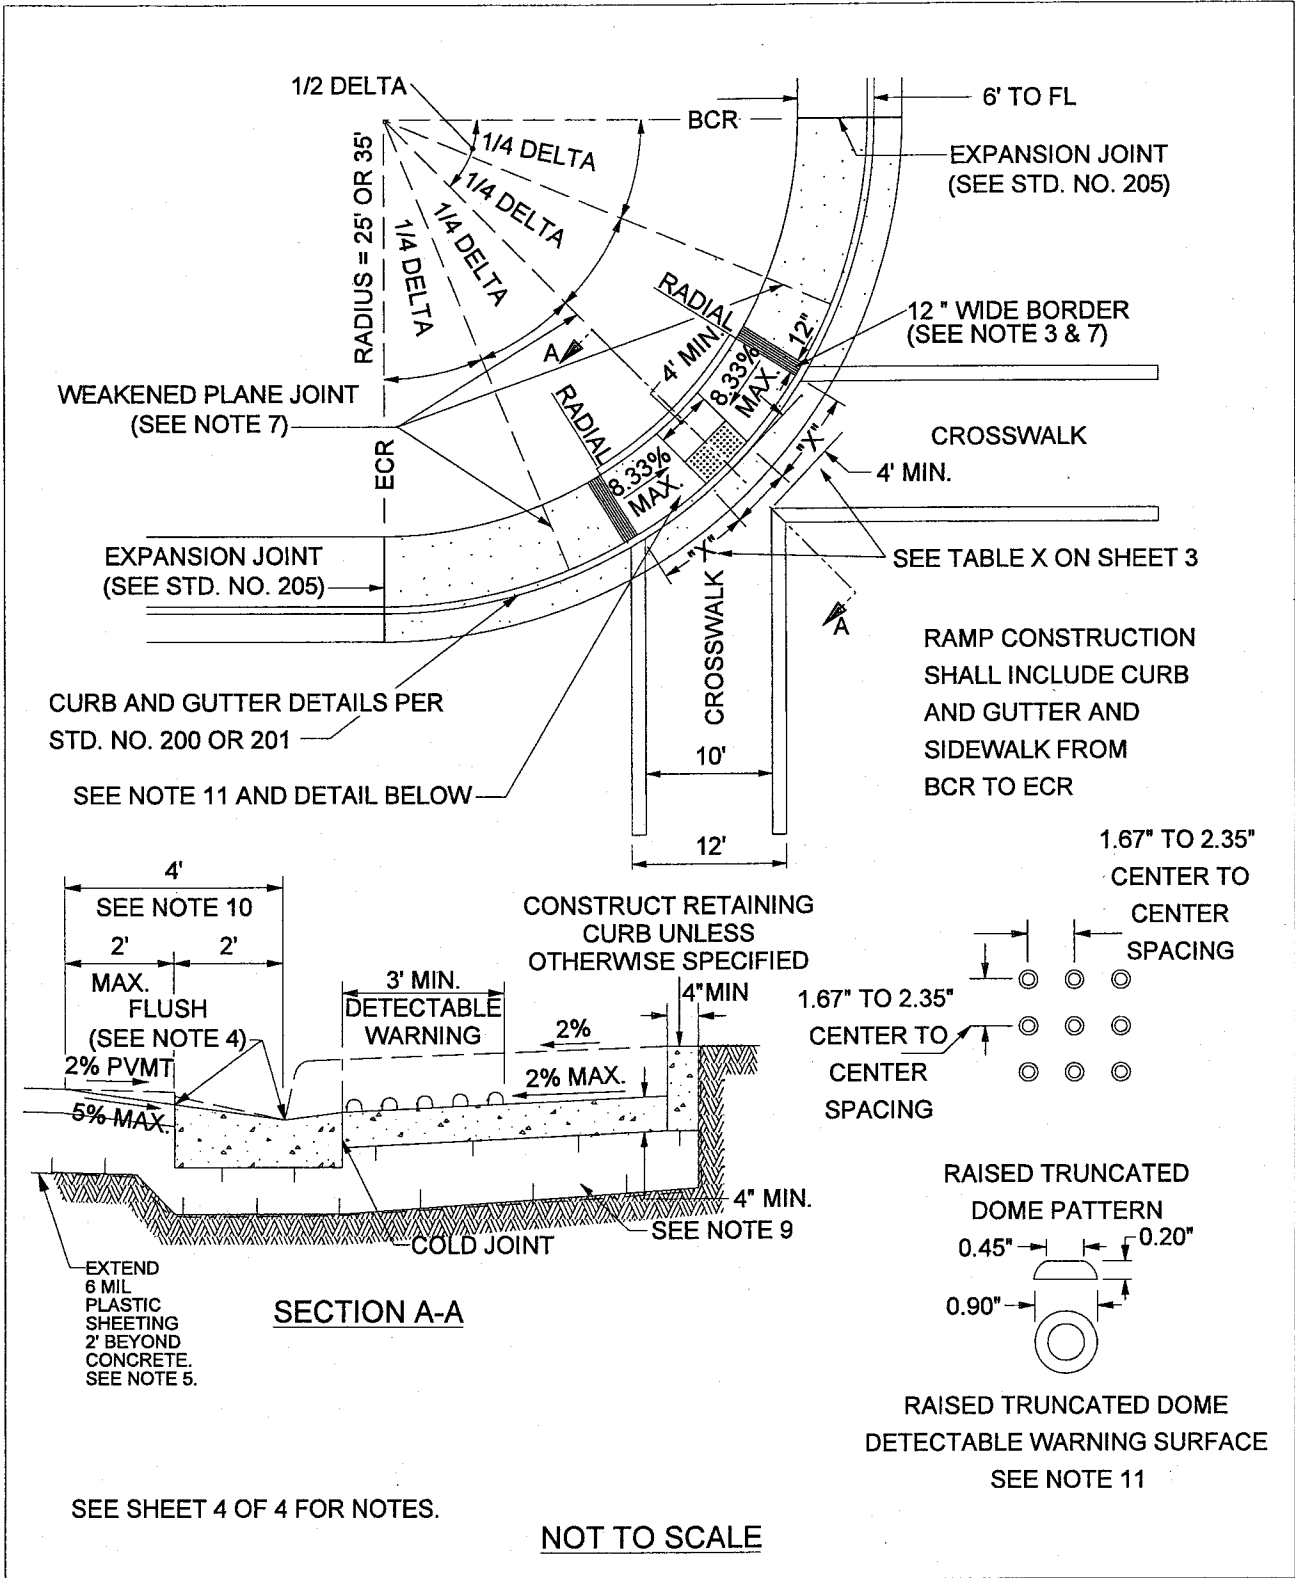 1/2 DELTA
BCR
6' TO FL
EXPANSION JOINT
(SEE STD. NO. 205)
1/4 DELTA
1/4 DELTA
1/4 DELTA
1/4 DELTA
RADIUS = 25' OR 35'
RADIAL
4' MIN.
12"
12 " WIDE BORDER
(SEE NOTE 3 & 7)
A
8.33%
MAX.
WEAKENED PLANE JOINT
(SEE NOTE 7)
RADIAL
ECR
8.33%
MAX.
"X"
CROSSWALK
4' MIN.
EXPANSION JOINT
(SEE STD. NO. 205)
"X"
SEE TABLE X ON SHEET 3
CROSSWALK
A
RAMP CONSTRUCTION
SHALL INCLUDE CURB
AND GUTTER AND
SIDEWALK FROM
BCR TO ECR
CURB AND GUTTER DETAILS PER
STD. NO. 200 OR 201
SEE NOTE 11 AND DETAIL BELOW
10'
12'
4'
SEE NOTE 10
2'
2'
MAX.
FLUSH
(SEE NOTE 4)
2% PVMT
5% MAX.
3' MIN.
DETECTABLE
WARNING
CONSTRUCT RETAINING
CURB UNLESS
OTHERWISE SPECIFIED
4"MIN
2%
2% MAX.
4" MIN.
SEE NOTE 9
COLD JOINT
EXTEND
6 MIL
PLASTIC
SHEETING
2' BEYOND
CONCRETE.
SEE NOTE 5.
SECTION A-A
1.67" TO 2.35"
CENTER TO
CENTER
SPACING
1.67" TO 2.35"
CENTER TO
CENTER
SPACING
RAISED TRUNCATED
DOME PATTERN
0.45"
0.20"
0.90"
RAISED TRUNCATED DOME
DETECTABLE WARNING SURFACE
SEE NOTE 11
SEE SHEET 4 OF 4 FOR NOTES.
NOT TO SCALE